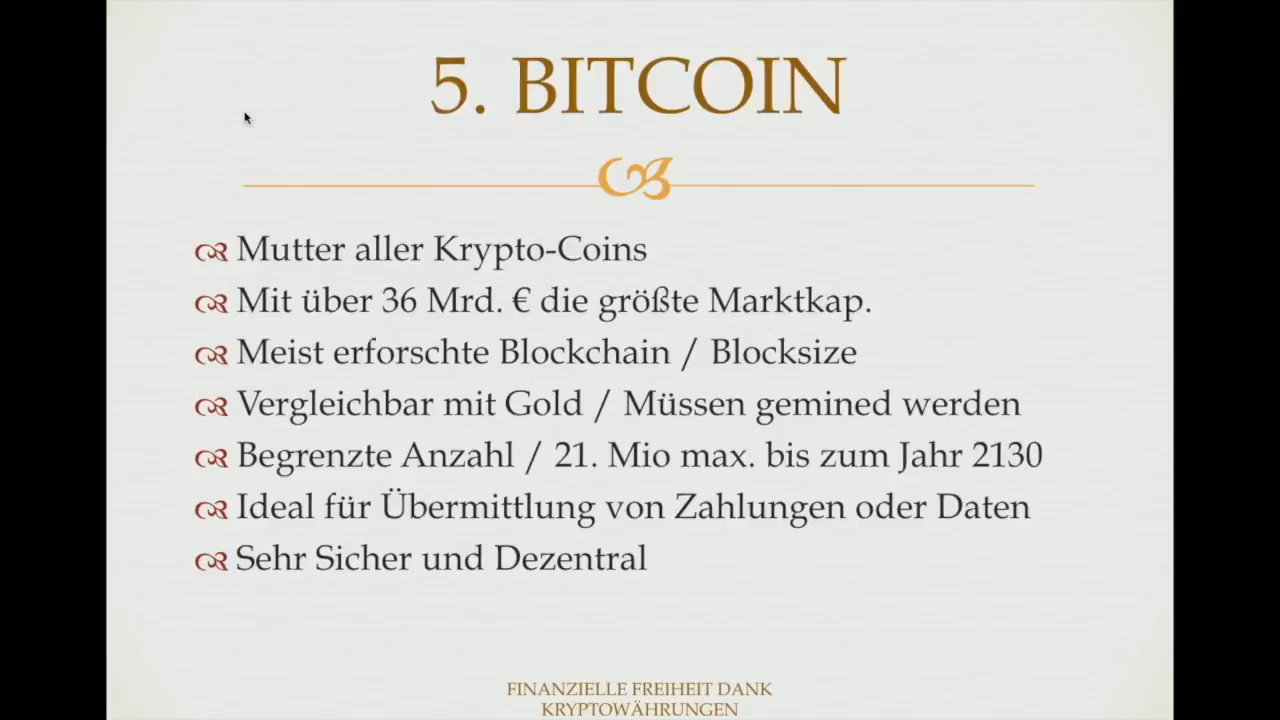 5. BITCOIN
Mutter aller Krypto-Coins
Mit über 36 Mrd. € die größte Marktkap.
Meist erforschte Blockchain / Blocksize
Vergleichbar mit Gold / Müssen gemined werden
Begrenzte Anzahl / 21. Mio max. bis zum Jahr 2130
Ideal für Übermittlung von Zahlungen oder Daten
Sehr Sicher und Dezentral
FINANZIELLE FREIHEIT DANK
KRYPTOWÄHRUNGEN